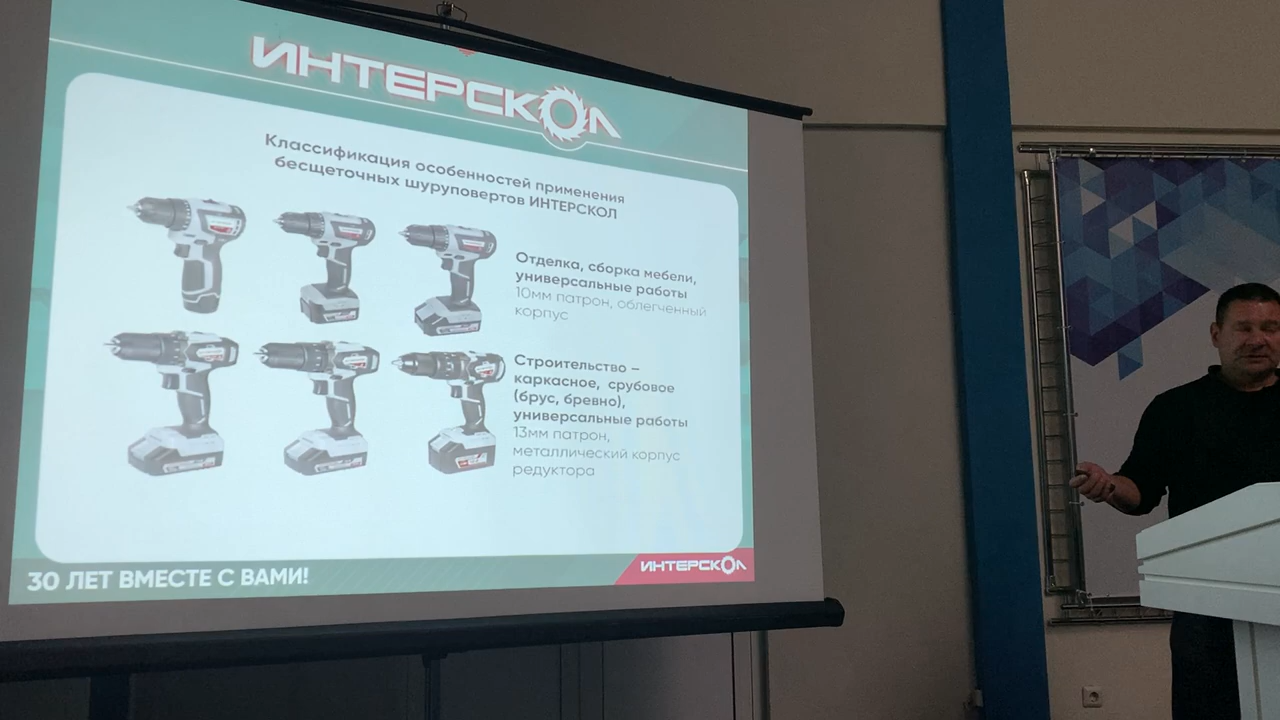 ИНТЕРСКОЛ
Классификация особенностей применения
бесщеточных шуруповертов ИНТЕРСКОЛ
Отделка, сборка мебели,
универсальные работы
10мм патрон, облегченный
корпус
Строительство –
каркасное, срубовое
(брус, бревно),
универсальные работы
13мм патрон,
металлический корпус
редуктора
30 ЛЕТ ВМЕСТЕ С ВАМИ!
ИНТЕРСКОЛ